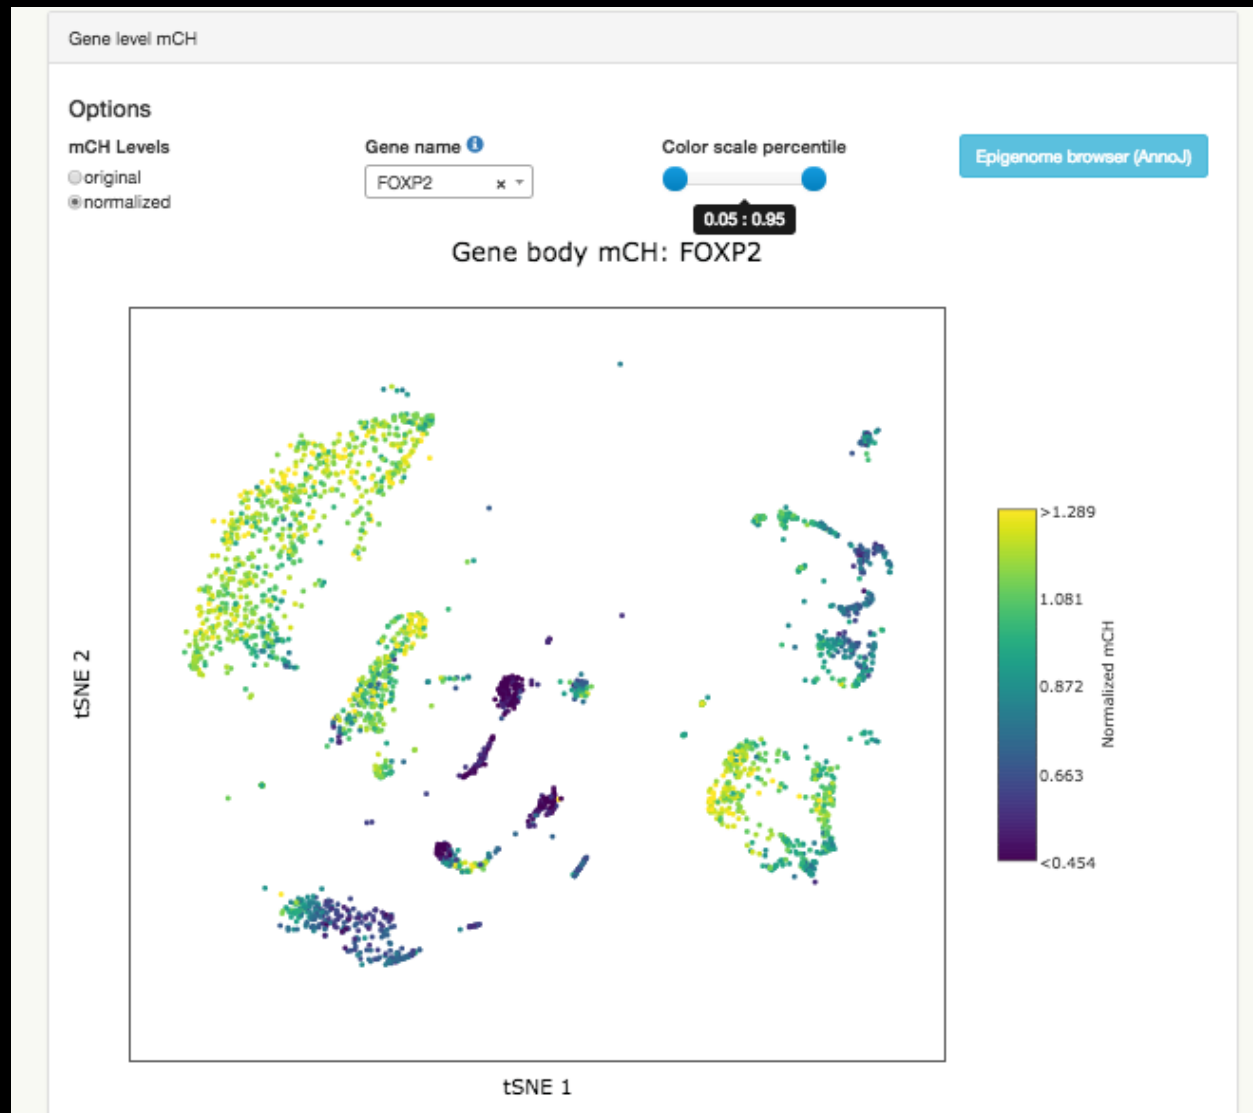 Gene level mCH
Options
mCH Levels
original
normalized
Gene name
FOXP2
Color scale percentile
0.05 : 0.95
Epigenome browser (AnnoJ)
Gene body mCH: FOXP2
tSNE 2
tSNE 1
>1.289
1.081
0.872
0.663
<0.454
Normalized mCH